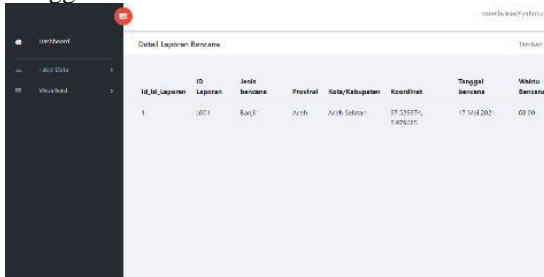 Dashboard
Detail Laporan Bencana
Tambah
Tabel Data
Visualisasi
Id_Id_Laporan ID Laporan Jenis bencana Provinsi Kota/Kabupaten Koordinat Tanggal bencana Waktu Bencana
1 L001 Banjir Aceh Aceh Selatan 17 Mei 2021 08.00